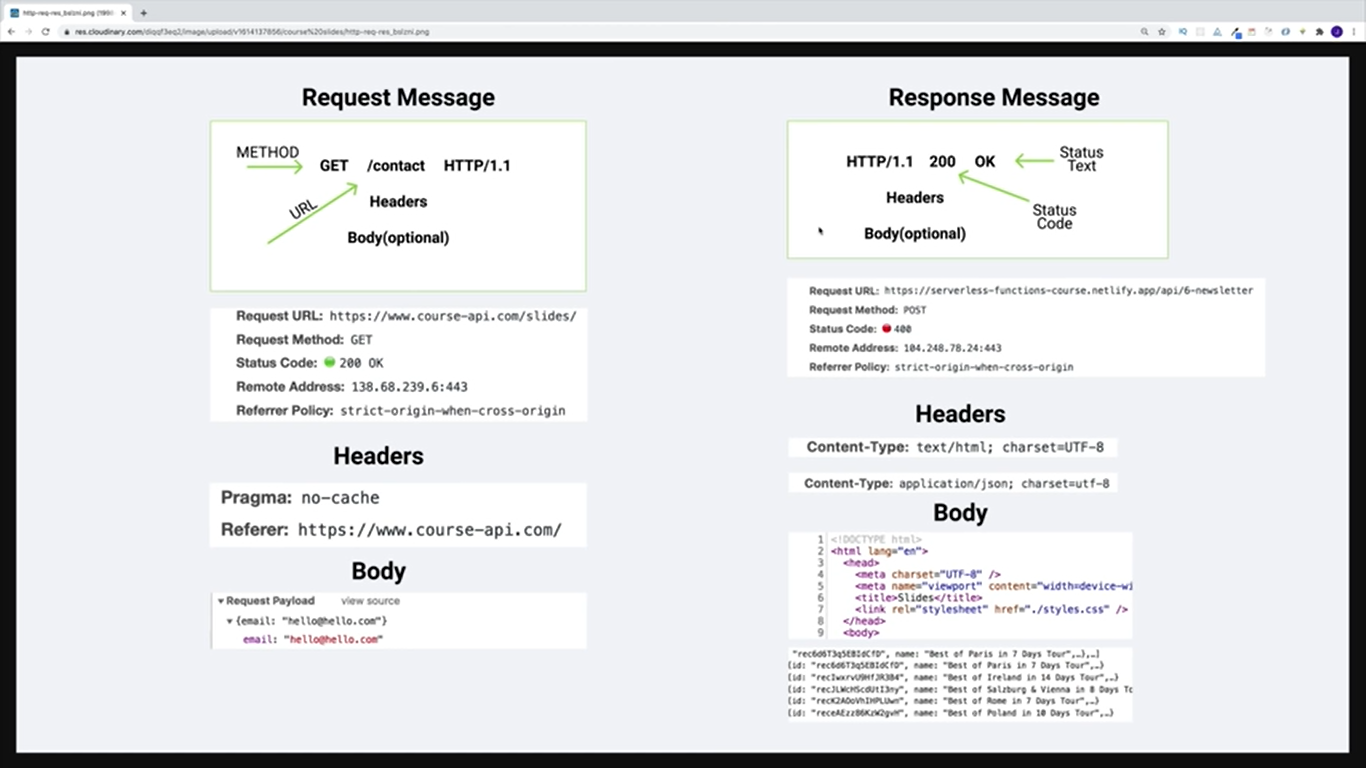 http-req-res_bslzni.png (1990
res.cloudinary.com/diqqf3eq2/image/upload/v1614137856/course%20slides/http-req-res_bslzni.png
Request Message
METHOD
GET /contact HTTP/1.1
URL
Headers
Body(optional)
Request URL: https://www.course-api.com/slides/
Request Method: GET
Status Code: 200 OK
Remote Address: 138.68.239.6:443
Referrer Policy: strict-origin-when-cross-origin
Headers
Pragma: no-cache
Referer: https://www.course-api.com/
Body
Request Payload view source
{email: "hello@hello.com"}
email: "hello@hello.com"
Response Message
HTTP/1.1 200 OK
Status
Text
Headers
Status
Code
Body(optional)
Request URL: https://serverless-functions-course.netlify.app/api/6-newsletter
Request Method: POST
Status Code: 400
Remote Address: 104.248.78.24:443
Referrer Policy: strict-origin-when-cross-origin
Headers
Content-Type: text/html; charset=UTF-8
Content-Type: application/json; charset=utf-8
Body
1 <!DOCTYPE html>
2 <html lang="en">
3 <head>
4 <meta charset="UTF-8" />
5 <meta name="viewport" content="width=device-wi
6 <title>Slides</title>
7 <link rel="stylesheet" href="./styles.css" />
8 </head>
9 <body>
"rec6d6T3q5EBIdCfD", name: "Best of Paris in 7 Days Tour",…},…]
{id: "rec6d6T3q5EBIdCfD", name: "Best of Paris in 7 Days Tour",…}
{id: "recIwxrvU9HfJR3B4", name: "Best of Ireland in 14 Days Tour",…}
{id: "recJLWcHScdUtI3ny", name: "Best of Salzburg & Vienna in 8 Days To
{id: "recK2AOoVhIHPLUwn", name: "Best of Rome in 7 Days Tour",…}
{id: "receAEzz86KzW2gvH", name: "Best of Poland in 10 Days Tour",…}